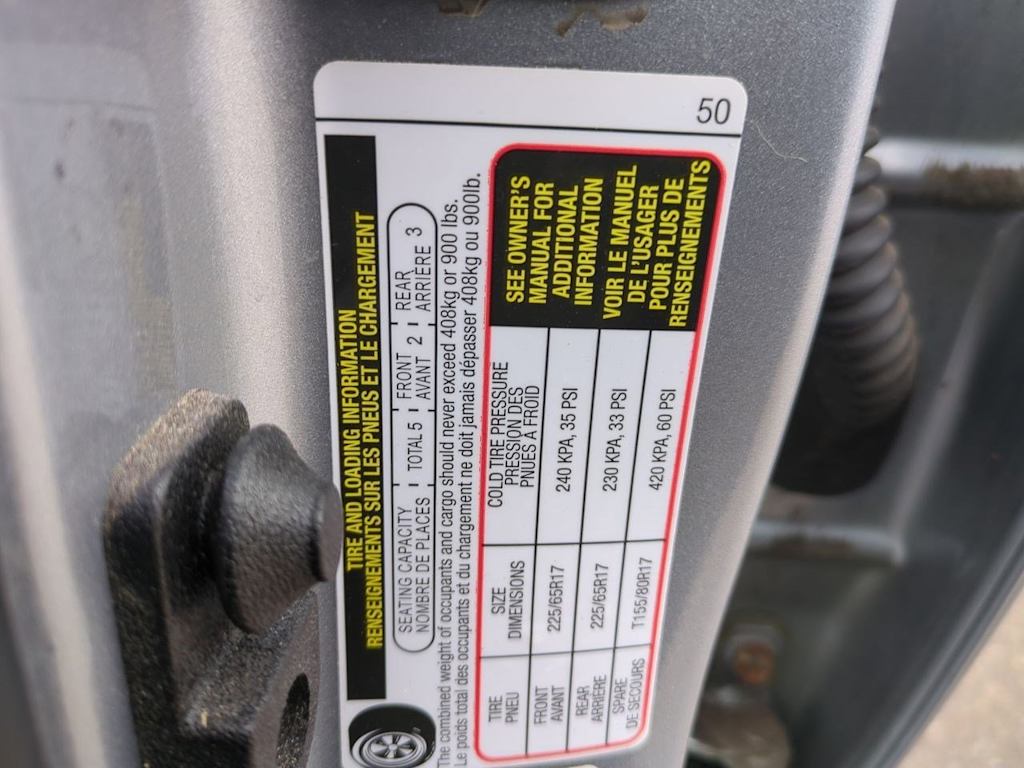 50
TIRE AND LOADING INFORMATION
RENSEIGNEMENTS SUR LES PNEUS ET LE CHARGEMENT
SEATING CAPACITY TOTAL 5 FRONT 2 REAR 3
NOMBRE DE PLACES AVANT ARRIÈRE
The combined weight of occupants and cargo should never exceed 408kg or 900 lbs.
Le poids total des occupants et du chargement ne doit jamais dépasser 408kg ou 900lb.
TIRE SIZE COLD TIRE PRESSURE
PNEU DIMENSIONS PRESSION DES
PNUES À FROID
FRONT 225/65R17 240 KPA, 35 PSI
AVANT
REAR 225/65R17 230 KPA, 33 PSI
ARRIÈRE
SPARE T155/80R17 420 KPA, 60 PSI
DE SECOURS
SEE OWNER'S
MANUAL FOR
ADDITIONAL
INFORMATION
VOIR LE MANUEL
DE L'USAGER
POUR PLUS DE
RENSEIGNEMENTS